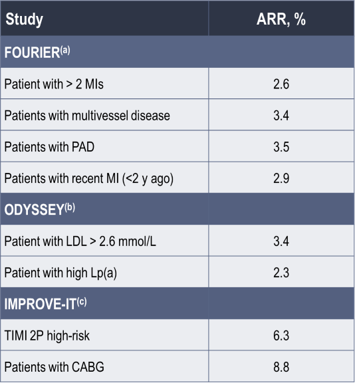 Study ARR, %
FOURIER(a)
Patient with > 2 MIs 2.6
Patients with multivessel disease 3.4
Patients with PAD 3.5
Patients with recent MI (<2 y ago) 2.9
ODYSSEY(b)
Patient with LDL > 2.6 mmol/L 3.4
Patient with high Lp(a) 2.3
IMPROVE-IT(c)
TIMI 2P high-risk 6.3
Patients with CABG 8.8